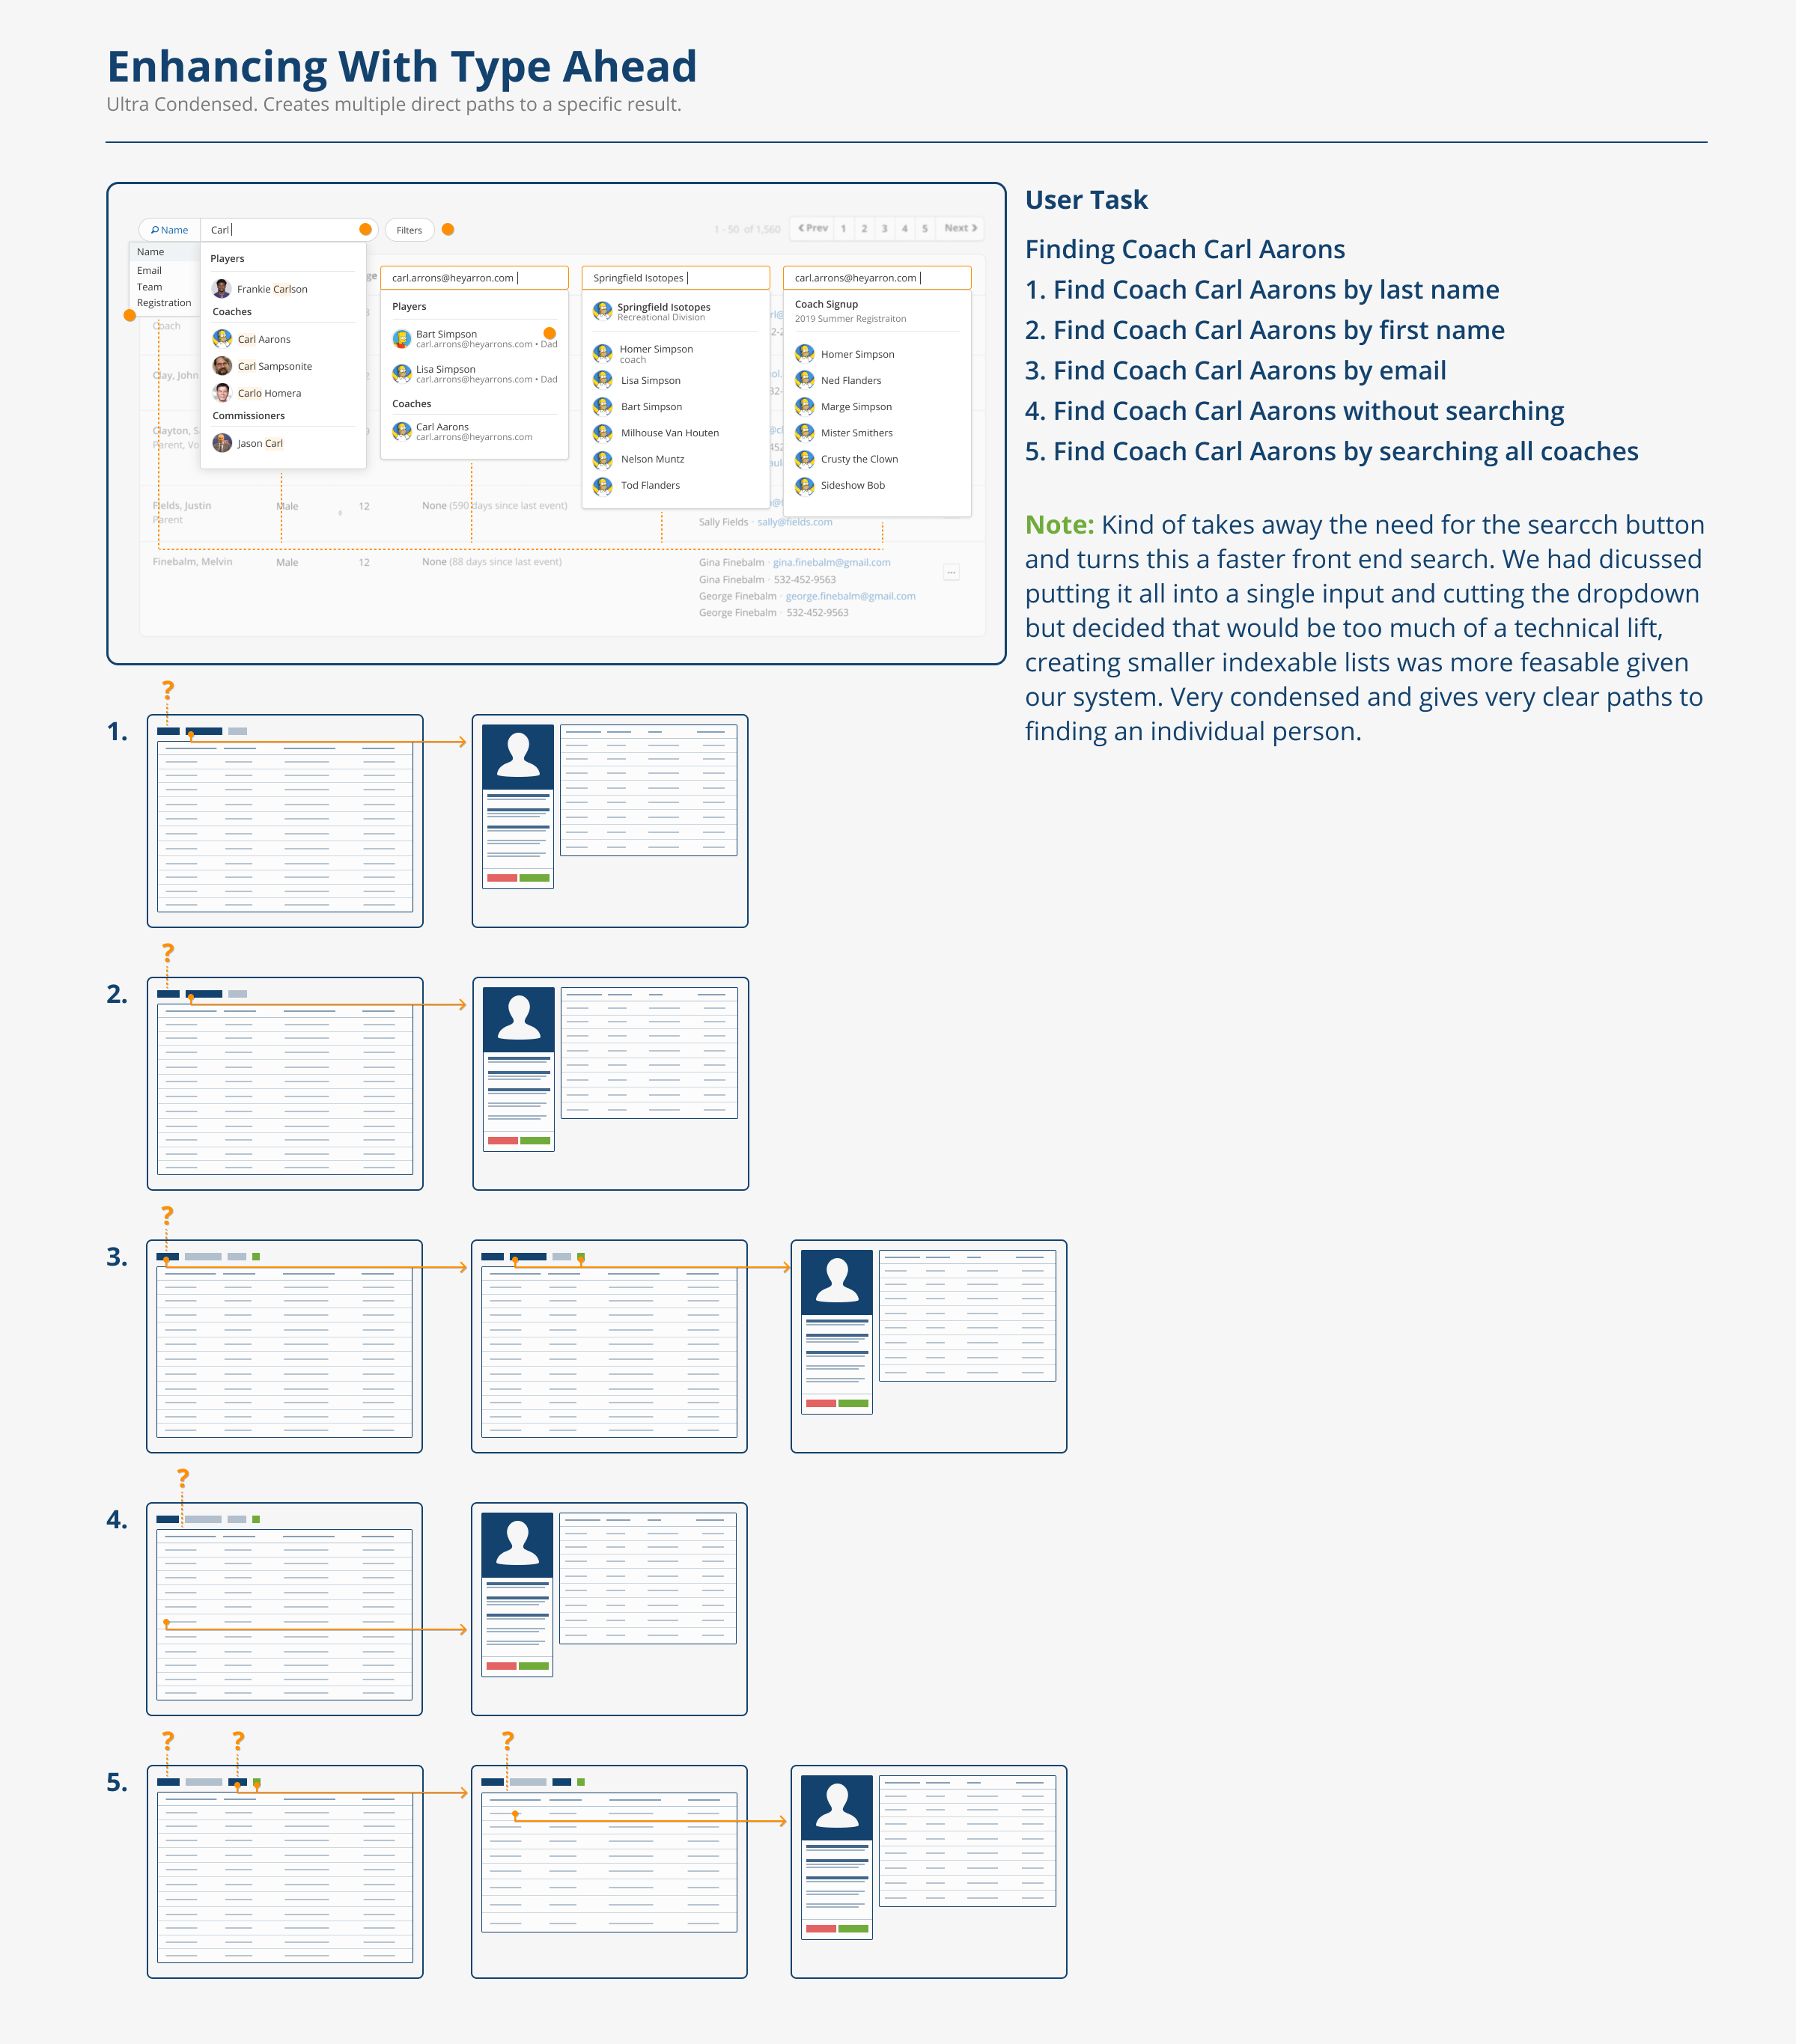 Enhancing With Type Ahead
Ultra Condensed. Creates multiple direct paths to a specific result.
Name
Carl
Filters
1 - 50 of 1,560
Prev 1 2 3 4 5 Next
Name
Email
Team
Registration
Players
Frankie Carlson
Coaches
Carl Aarons
Carl Sampsonite
Carlo Homera
Commissioners
Jason Carl
carl.arrons@heyarron.com
Players
Bart Simpson
carl.arrons@heyarrons.com • Dad
Lisa Simpson
carl.arrons@heyarrons.com • Dad
Coaches
Carl Aarons
carl.arrons@heyarrons.com
Springfield Isotopes
Springfield Isotopes
Recreational Division
Homer Simpson
coach
Lisa Simpson
Bart Simpson
Milhouse Van Houten
Nelson Muntz
Tod Flanders
carl.arrons@heyarron.com
Coach Signup
2019 Summer Registraiton
Homer Simpson
Ned Flanders
Marge Simpson
Mister Smithers
Crusty the Clown
Sideshow Bob
Coach
Clay, John
Clayton, S
Parent, Vo
Fields, Justin
Parent
Male
12
None (590 days since last event)
Sally Fields · sally@fields.com
Finebalm, Melvin
Male
12
None (88 days since last event)
Gina Finebalm · gina.finebalm@gmail.com
Gina Finebalm · 532-452-9563
George Finebalm · george.finebalm@gmail.com
George Finebalm · 532-452-9563
User Task
Finding Coach Carl Aarons
1. Find Coach Carl Aarons by last name
2. Find Coach Carl Aarons by first name
3. Find Coach Carl Aarons by email
4. Find Coach Carl Aarons without searching
5. Find Coach Carl Aarons by searching all coaches
Note: Kind of takes away the need for the searcch button
and turns this a faster front end search. We had dicussed
putting it all into a single input and cutting the dropdown
but decided that would be too much of a technical lift,
creating smaller indexable lists was more feasable given
our system. Very condensed and gives very clear paths to
finding an individual person.
?
1.
?
2.
?
3.
?
4.
? ? ?
5.